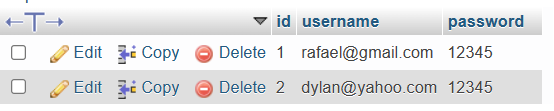 id username password
Edit Copy Delete 1 rafael@gmail.com 12345
Edit Copy Delete 2 dylan@yahoo.com 12345